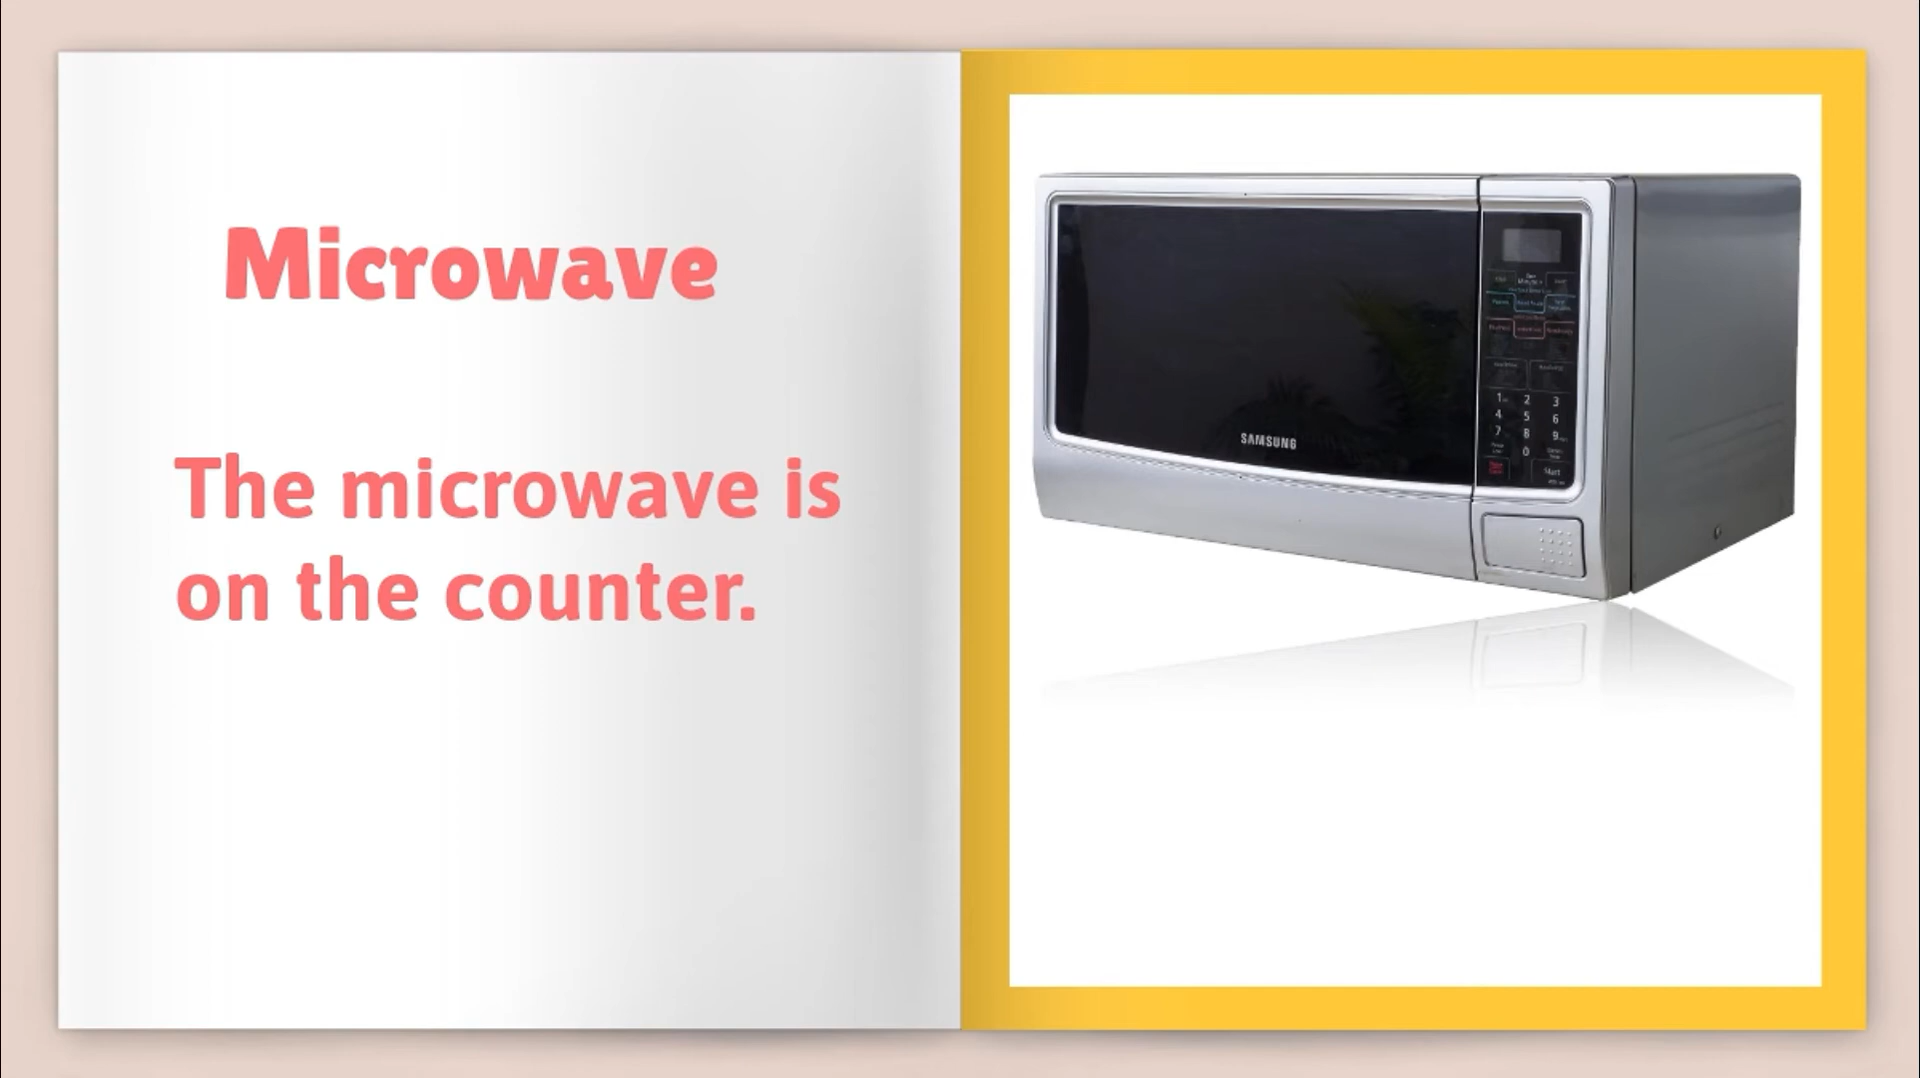 Microwave
The microwave is
on the counter.
SAMSUNG
1 2 3
4 5 6
7 8 9
0
Start